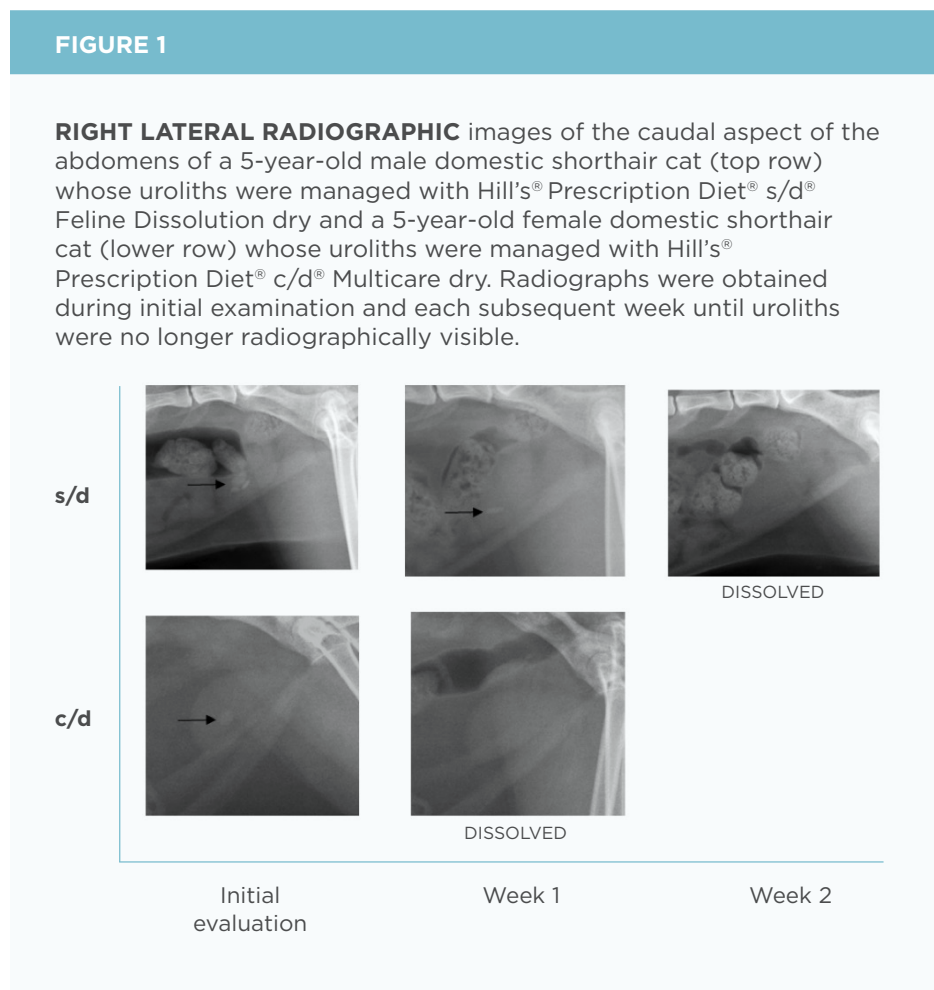 FIGURE 1
RIGHT LATERAL RADIOGRAPHIC images of the caudal aspect of the
abdomens of a 5-year-old male domestic shorthair cat (top row)
whose uroliths were managed with Hill's® Prescription Diet® s/d®
Feline Dissolution dry and a 5-year-old female domestic shorthair
cat (lower row) whose uroliths were managed with Hill's®
Prescription Diet® c/d® Multicare dry. Radiographs were obtained
during initial examination and each subsequent week until uroliths
were no longer radiographically visible.
s/d
DISSOLVED
c/d
DISSOLVED
Initial
evaluation
Week 1
Week 2